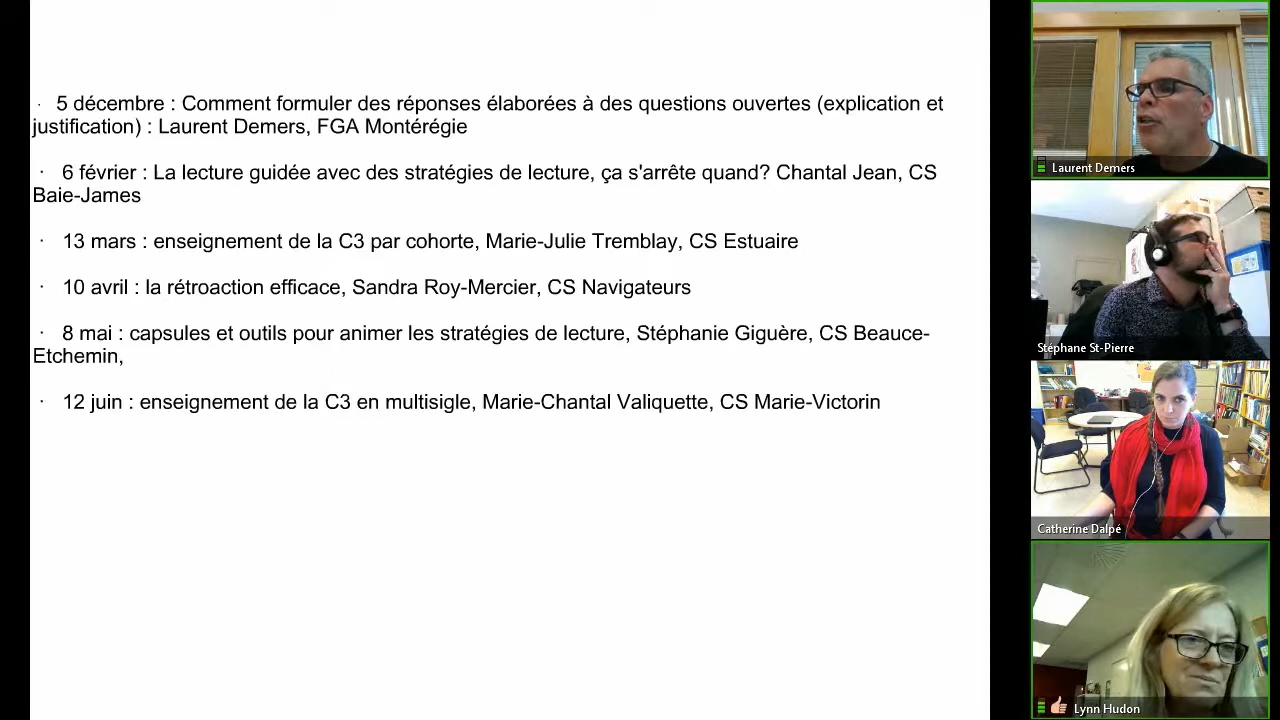 · 5 décembre : Comment formuler des réponses élaborées à des questions ouvertes (explication et
justification) : Laurent Demers, FGA Montérégie
· 6 février : La lecture guidée avec des stratégies de lecture, ça s'arrête quand? Chantal Jean, CS
Baie-James
· 13 mars : enseignement de la C3 par cohorte, Marie-Julie Tremblay, CS Estuaire
· 10 avril : la rétroaction efficace, Sandra Roy-Mercier, CS Navigateurs
· 8 mai : capsules et outils pour animer les stratégies de lecture, Stéphanie Giguère, CS Beauce-
Etchemin,
· 12 juin : enseignement de la C3 en multisigle, Marie-Chantal Valiquette, CS Marie-Victorin
Laurent Demers
Stéphane St-Pierre
Catherine Dalpé
Lynn Hudon